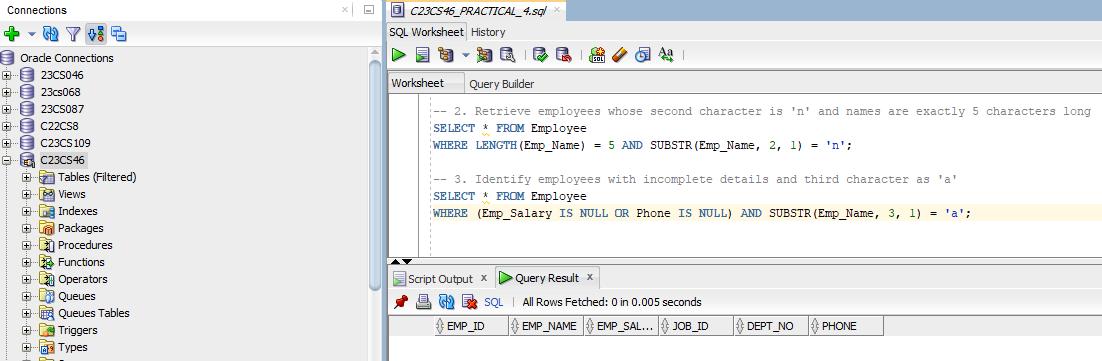 Connections
Oracle Connections
23CS046
23cs068
23CS087
C22CS8
C23CS109
C23CS46
Tables (Filtered)
Views
Indexes
Packages
Procedures
Functions
Operators
Queues
Queues Tables
Triggers
Types
C23CS46_PRACTICAL_4.sql
SQL Worksheet History
Worksheet Query Builder
-- 2. Retrieve employees whose second character is 'n' and names are exactly 5 characters long
SELECT * FROM Employee
WHERE LENGTH(Emp_Name) = 5 AND SUBSTR(Emp_Name, 2, 1) = 'n';
-- 3. Identify employees with incomplete details and third character as 'a'
SELECT * FROM Employee
WHERE (Emp_Salary IS NULL OR Phone IS NULL) AND SUBSTR(Emp_Name, 3, 1) = 'a';
Script Output x Query Result x
SQL | All Rows Fetched: 0 in 0.005 seconds
EMP_ID EMP_NAME EMP_SAL... JOB_ID DEPT_NO PHONE